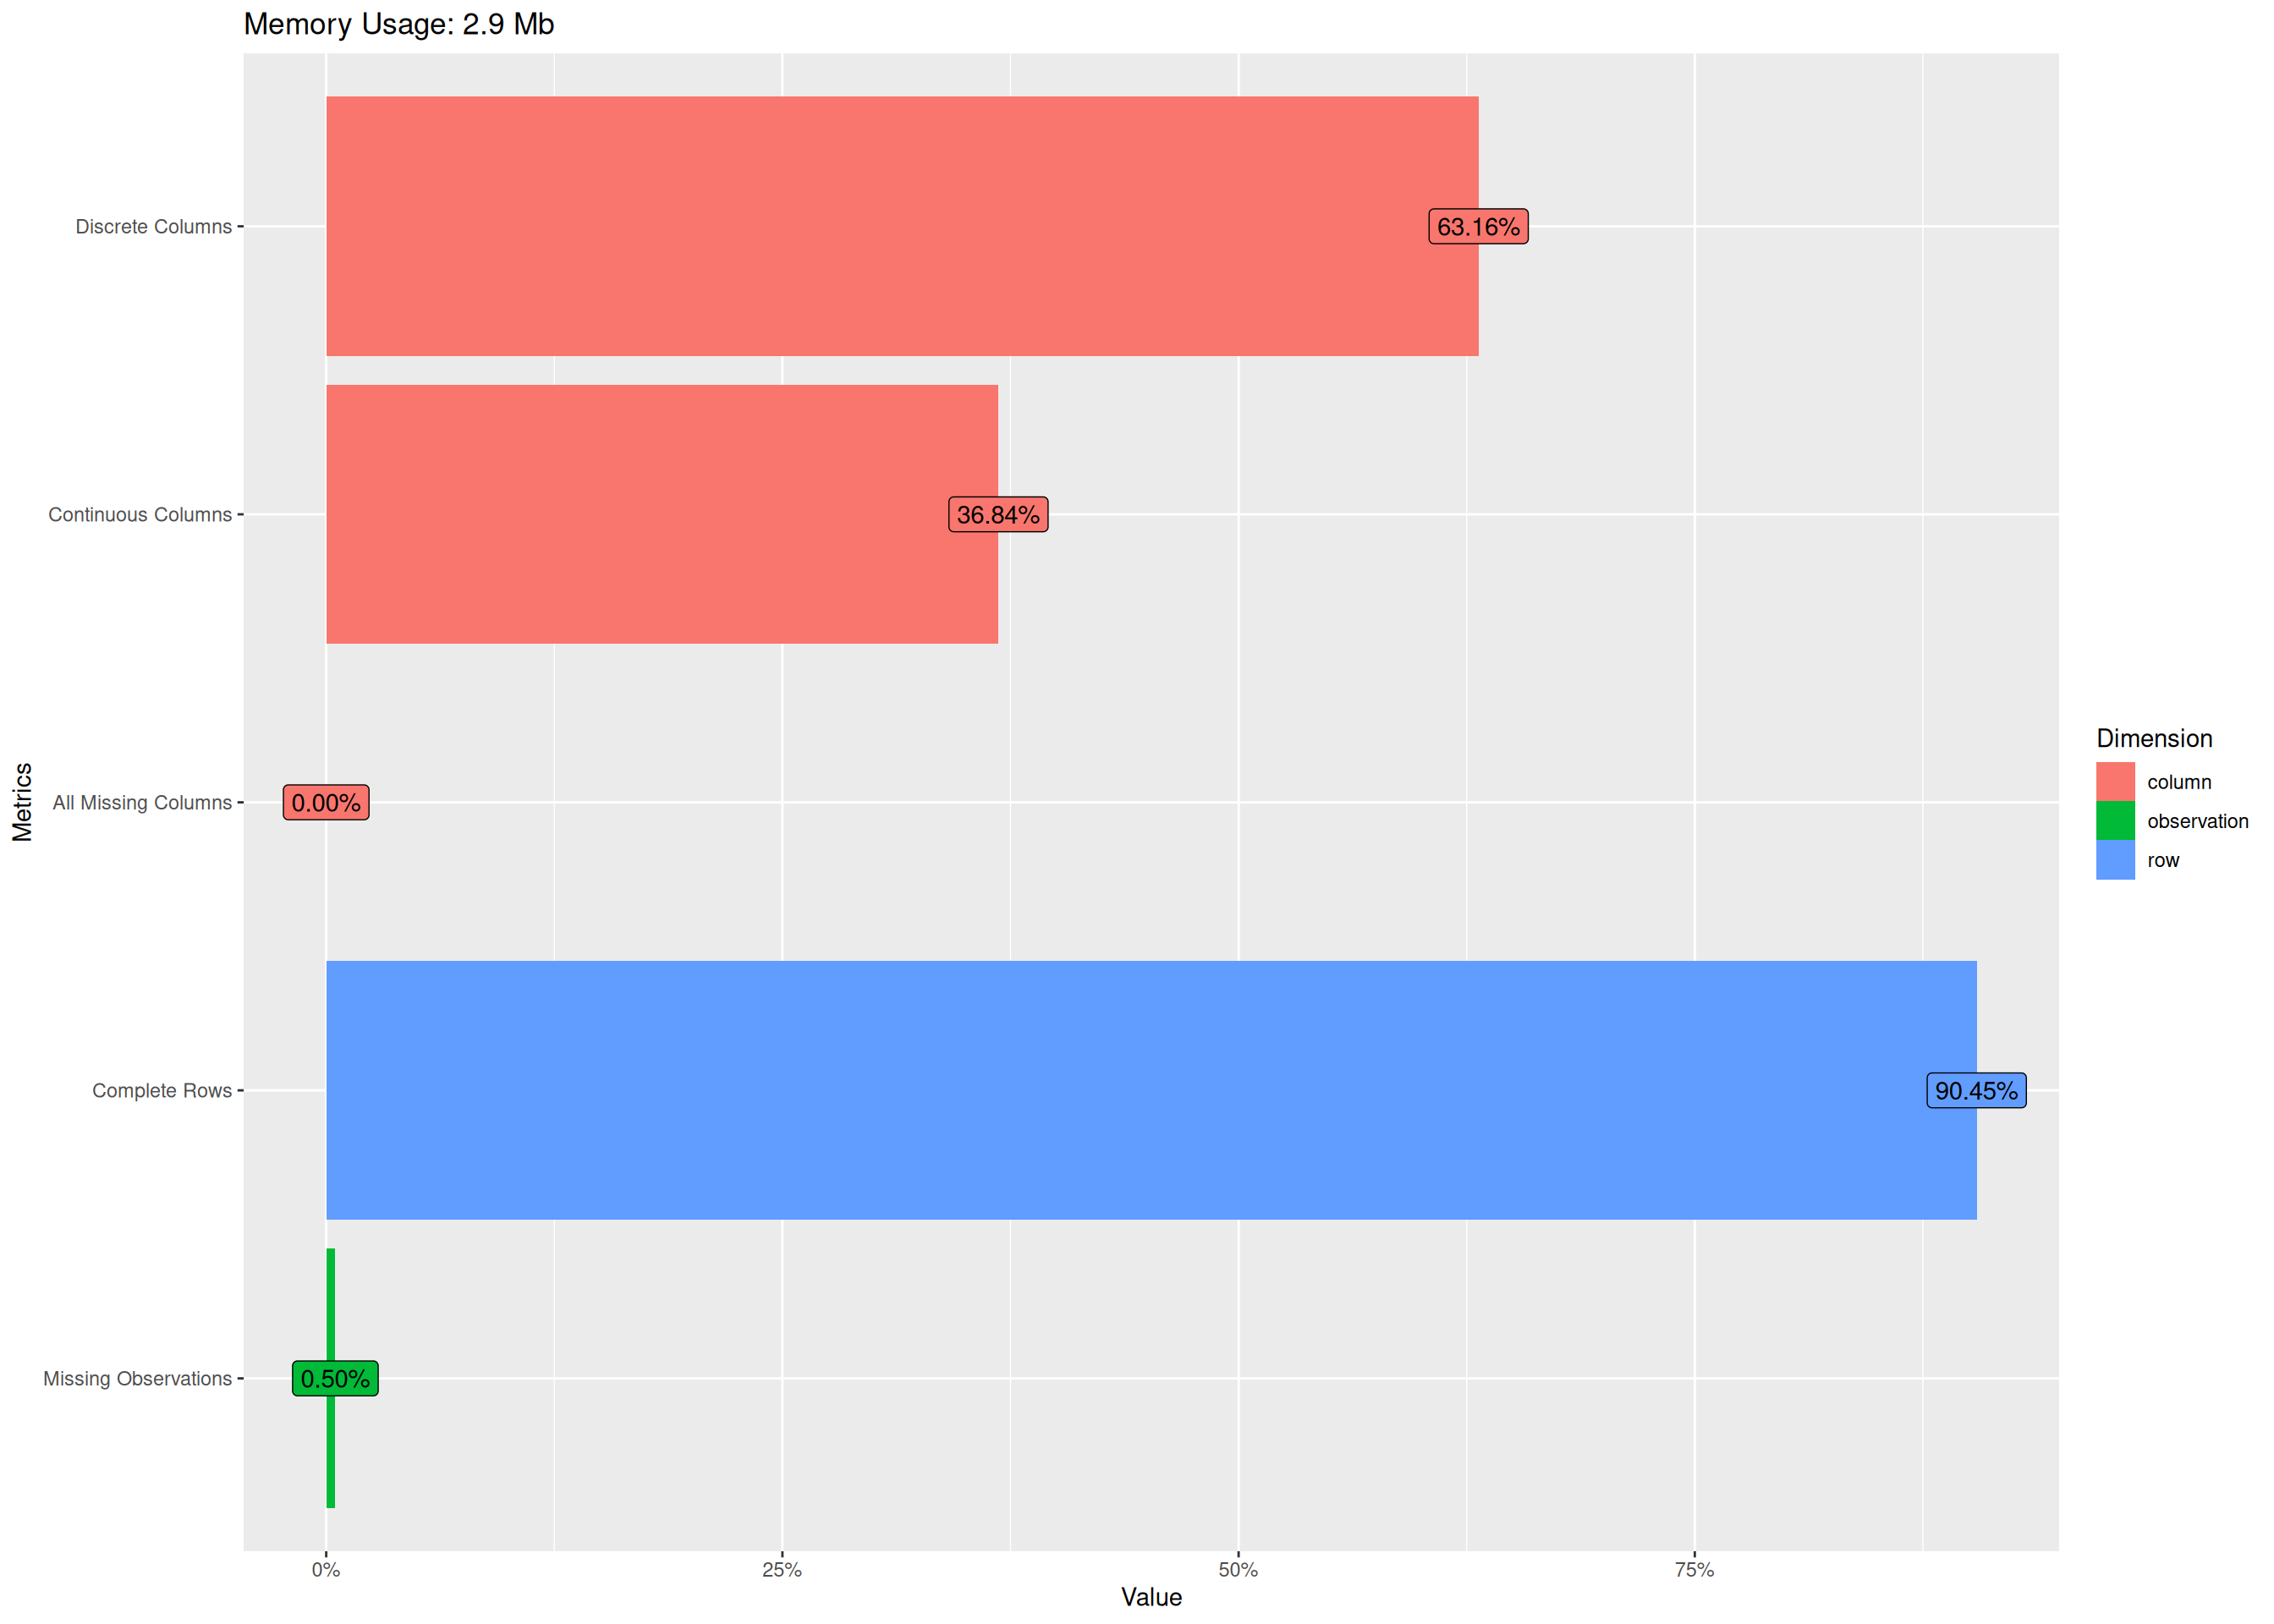 Memory Usage: 2.9 Mb
Discrete Columns
63.16%
Continuous Columns
36.84%
All Missing Columns
0.00%
Complete Rows
90.45%
Missing Observations
0.50%
Metrics
0%
25%
50%
75%
Value
Dimension
column
observation
row